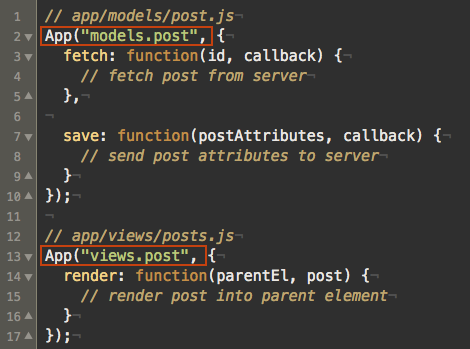 1 // app/models/post.js¬
2 App("models.post", {¬
3 fetch: function(id, callback) {¬
4 // fetch post from server¬
5 },¬
6 ¬
7 save: function(postAttributes, callback) {¬
8 // send post attributes to server¬
9 }¬
10 });¬
11 ¬
12 // app/views/posts.js¬
13 App("views.post", {¬
14 render: function(parentEl, post) {¬
15 // render post into parent element¬
16 }¬
17 });¬